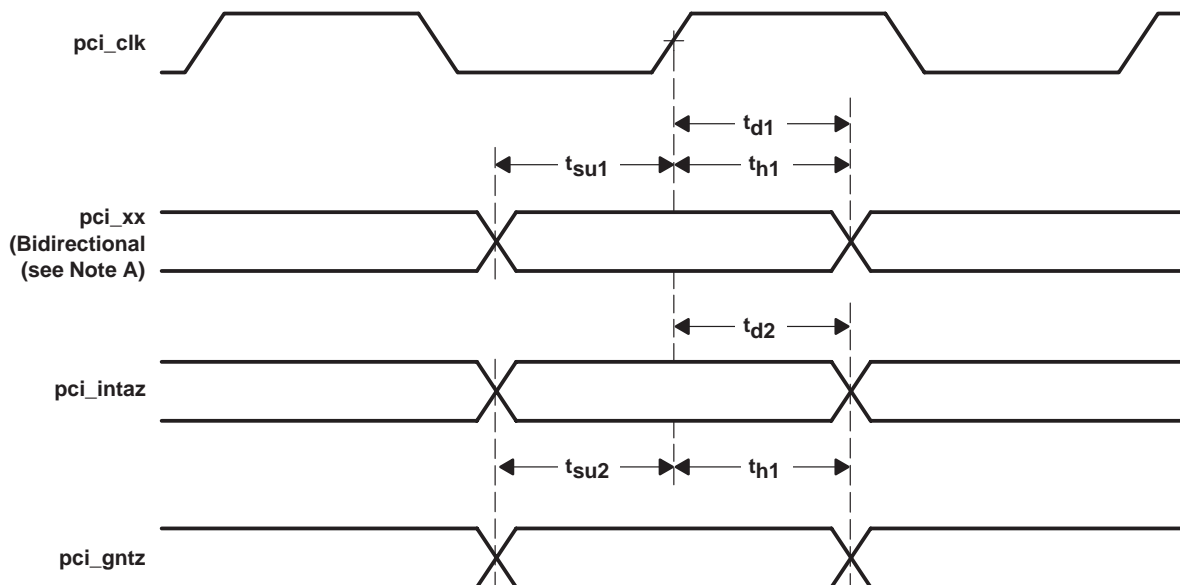 pci_clk
td1
tsu1
th1
pci_xx
(Bidirectional
(see Note A)
td2
pci_intaz
tsu2
th1
pci_gntz